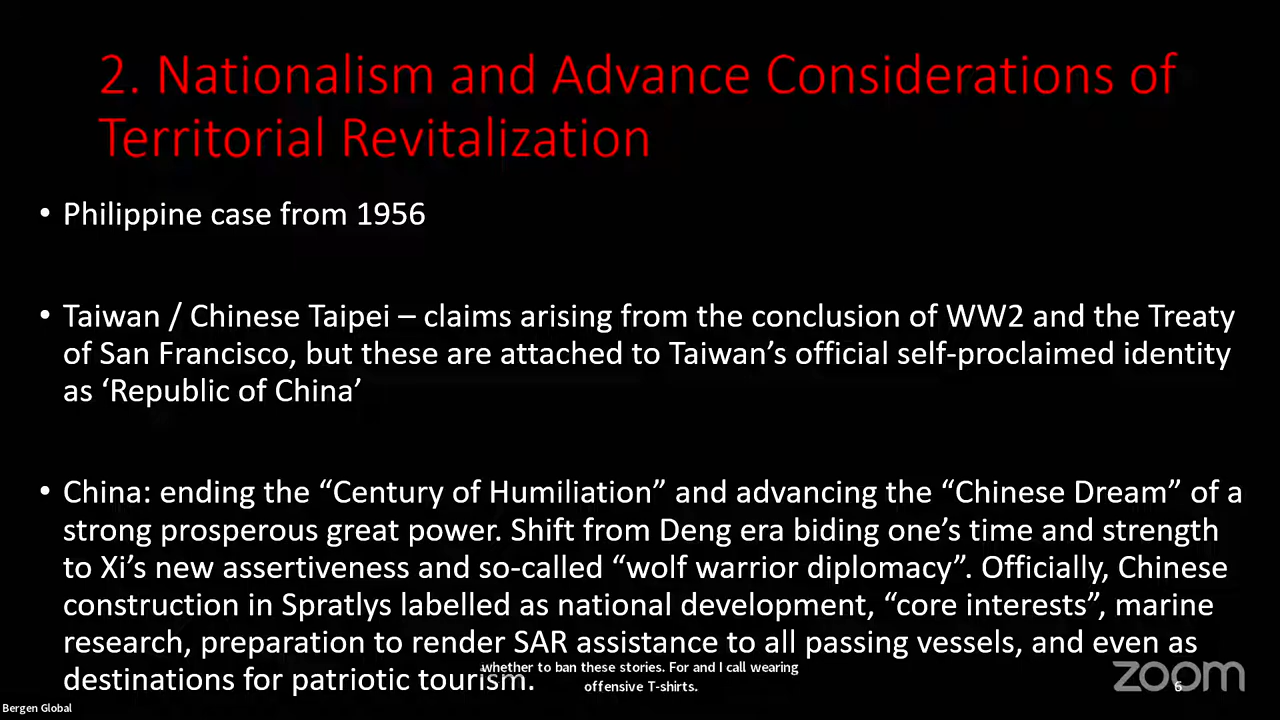 2. Nationalism and Advance Considerations of
Territorial Revitalization
• Philippine case from 1956
• Taiwan / Chinese Taipei – claims arising from the conclusion of WW2 and the Treaty
of San Francisco, but these are attached to Taiwan’s official self-proclaimed identity
as ‘Republic of China’
• China: ending the “Century of Humiliation” and advancing the “Chinese Dream” of a
strong prosperous great power. Shift from Deng era biding one’s time and strength
to Xi’s new assertiveness and so-called “wolf warrior diplomacy”. Officially, Chinese
construction in Spratlys labelled as national development, “core interests”, marine
research, preparation to render SAR assistance to all passing vessels, and even as
destinations for patriotic tourism.
whether to ban these stories. For and I call wearing
offensive T-shirts.
zoom
6
Bergen Global